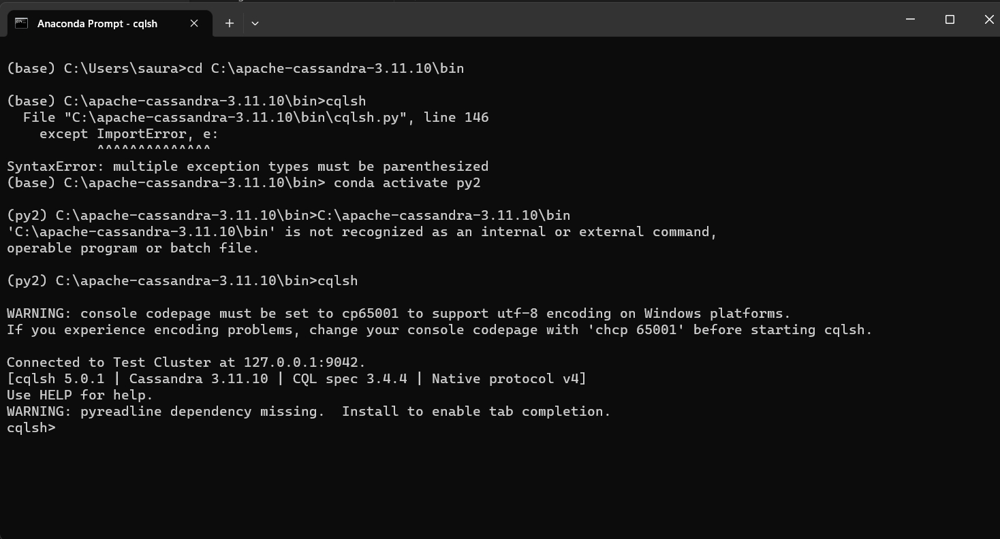 Anaconda Prompt - cqlsh
(base) C:\Users\saura>cd C:\apache-cassandra-3.11.10\bin
(base) C:\apache-cassandra-3.11.10\bin>cqlsh
  File "C:\apache-cassandra-3.11.10\bin\cqlsh.py", line 146
    except ImportError, e:
           ^^^^^^^^^^^^^^
SyntaxError: multiple exception types must be parenthesized
(base) C:\apache-cassandra-3.11.10\bin> conda activate py2
(py2) C:\apache-cassandra-3.11.10\bin>C:\apache-cassandra-3.11.10\bin
'C:\apache-cassandra-3.11.10\bin' is not recognized as an internal or external command,
operable program or batch file.
(py2) C:\apache-cassandra-3.11.10\bin>cqlsh
WARNING: console codepage must be set to cp65001 to support utf-8 encoding on Windows platforms.
If you experience encoding problems, change your console codepage with 'chcp 65001' before starting cqlsh.
Connected to Test Cluster at 127.0.0.1:9042.
[cqlsh 5.0.1 | Cassandra 3.11.10 | CQL spec 3.4.4 | Native protocol v4]
Use HELP for help.
WARNING: pyreadline dependency missing.  Install to enable tab completion.
cqlsh>